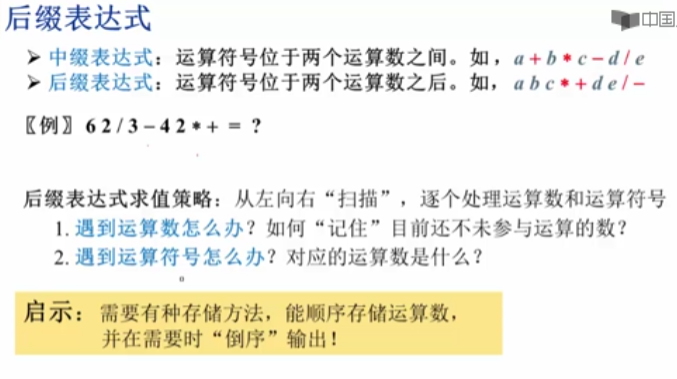 后缀表达式
中国
➤ 中缀表达式：运算符号位于两个运算数之间。如，a + b * c − d / e
➤ 后缀表达式：运算符号位于两个运算数之后。如，a b c * + d e / −
〖例〗6 2 / 3 − 4 2 * + = ?
后缀表达式求值策略：从左向右“扫描”，逐个处理运算数和运算符号
1. 遇到运算数怎么办？如何“记住”目前还不未参与运算的数？
2. 遇到运算符号怎么办？对应的运算数是什么？
启示：需要有种存储方法，能顺序存储运算数，
并在需要时“倒序”输出！